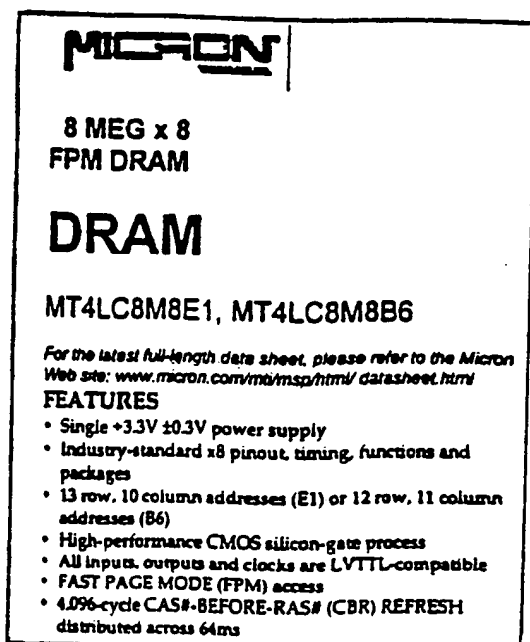 MICRON
8 MEG x 8
FPM DRAM
DRAM
MT4LC8M8E1, MT4LC8M8B6
For the latest full-length data sheet, please refer to the Micron
Web site: www.micron.com/mti/msp/html/ datasheet.html
FEATURES
• Single +3.3V ±0.3V power supply
• Industry-standard x8 pinout, timing, functions and
packages
• 13 row, 10 column addresses (E1) or 12 row, 11 column
addresses (B6)
• High-performance CMOS silicon-gate process
• All inputs, outputs and clocks are LVTTL-compatible
• FAST PAGE MODE (FPM) access
• 4,096-cycle CAS#-BEFORE-RAS# (CBR) REFRESH
distributed across 64ms